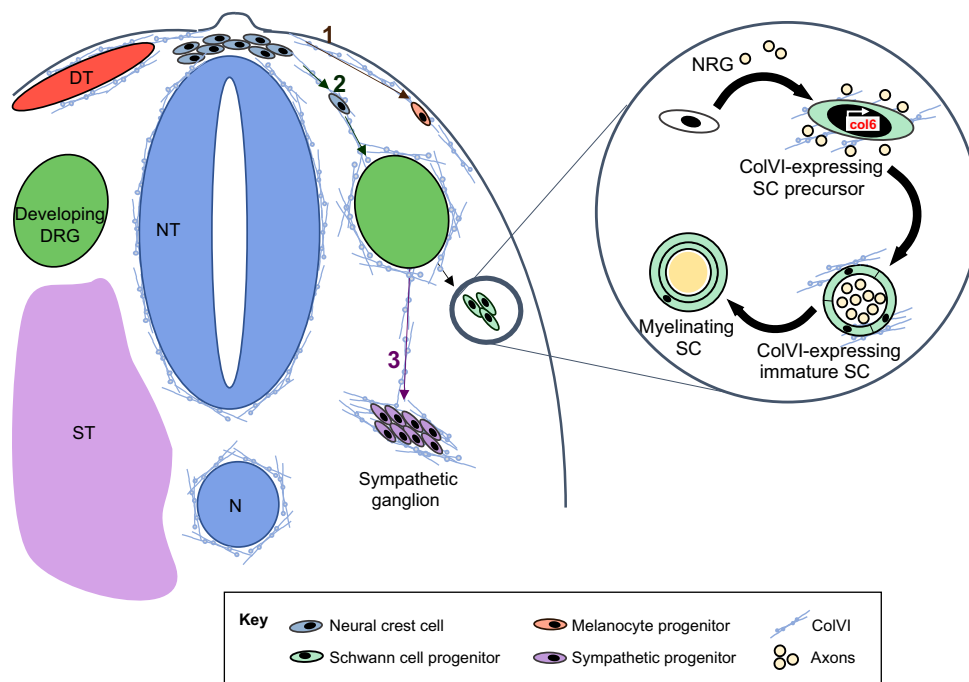 1
2
3
DT
Developing
DRG
NT
ST
N
Sympathetic
ganglion
NRG
col6
ColVI-expressing
SC precursor
Myelinating
SC
ColVI-expressing
immature SC
Key
Neural crest cell
Melanocyte progenitor
ColVI
Schwann cell progenitor
Sympathetic progenitor
Axons